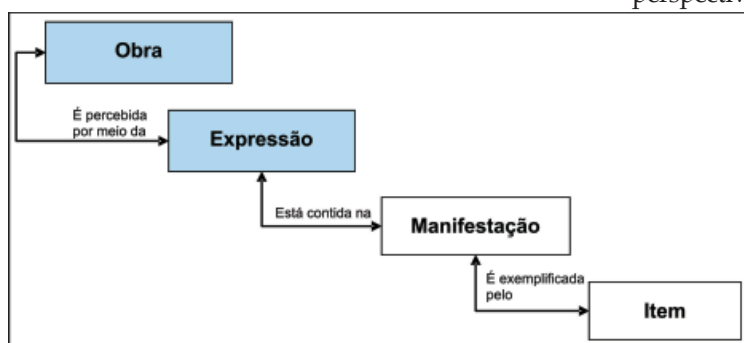 Obra
É percebida
por meio da
Expressão
Está contida na
Manifestação
É exemplificada
pelo
Item